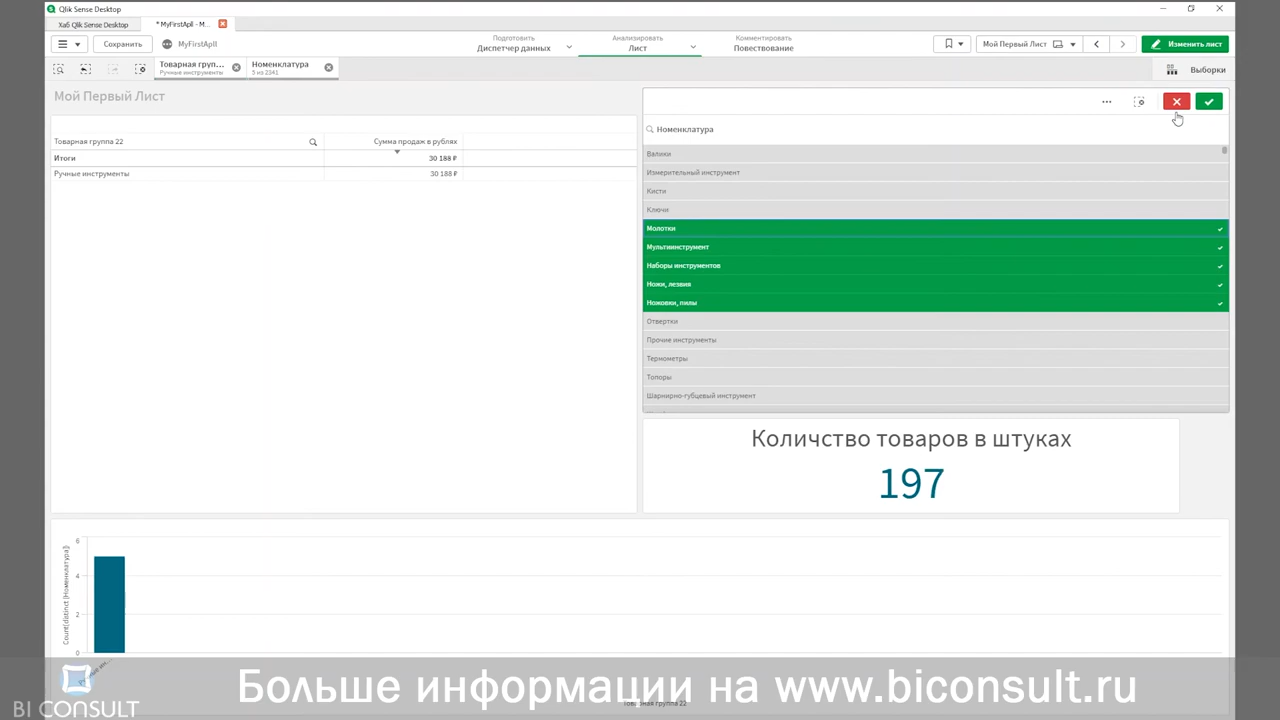 Qlik Sense Desktop
Хаб Qlik Sense Desktop
* MyFirstApll - M...
Сохранить
MyFirstApll
Подготовить
Диспетчер данных
Анализировать
Лист
Комментировать
Повествование
Мой Первый Лист
Изменить лист
Товарная груп...
Ручные инструменты
Номенклатура
5 из 2341
Выборки
Мой Первый Лист
Товарная группа 22
Сумма продаж в рублях
Итоги
30 188 ₽
Ручные инструменты
30 188 ₽
Номенклатура
Валики
Измерительный инструмент
Кисти
Ключи
Молотки
Мультиинструмент
Наборы инструментов
Ножи, лезвия
Ножовки, пилы
Отвертки
Прочие инструменты
Термометры
Топоры
Шарнирно-губцевый инструмент
Количство товаров в штуках
197
Count(distinct [Номенклатура])
6
4
2
0
Товарная группа 22
Больше информации на www.biconsult.ru
BI CONSULT